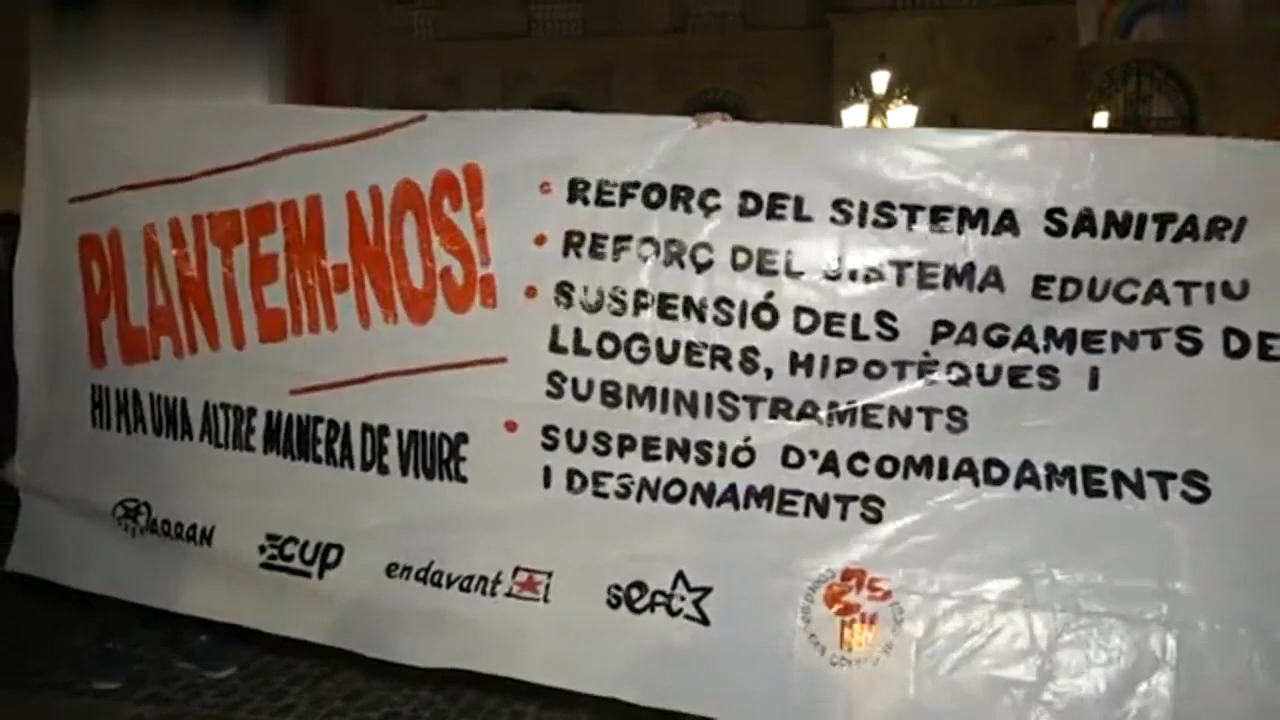 PLANTEM-NOS!
HI HA UNA ALTRE MANERA DE VIURE
REFORÇ DEL SISTEMA SANITARI
REFORÇ DEL SISTEMA EDUCATIU
SUSPENSIÓ DELS PAGAMENTS DE
LLOGUERS, HIPOTÈQUES I
SUBMINISTRAMENTS
SUSPENSIÓ D'ACOMIADAMENTS
I DESNONAMENTS
ARRAN
CUP
endavant
sepc